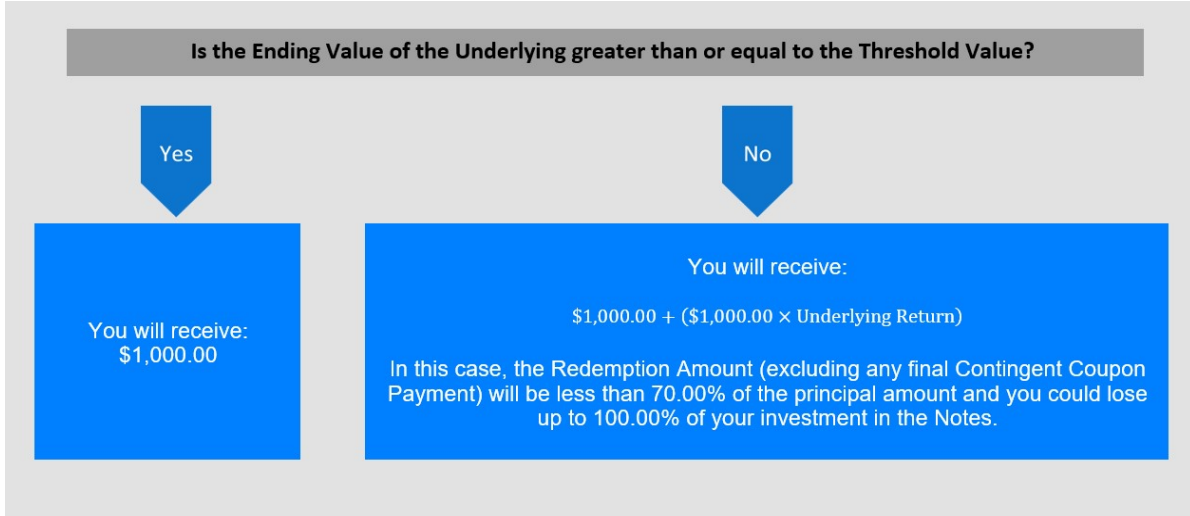 Is the Ending Value of the Underlying greater than or equal to the Threshold Value?
Yes
No
You will receive:
$1,000.00
You will receive:
$1,000.00 + ($1,000.00 × Underlying Return)
In this case, the Redemption Amount (excluding any final Contingent Coupon
Payment) will be less than 70.00% of the principal amount and you could lose
up to 100.00% of your investment in the Notes.